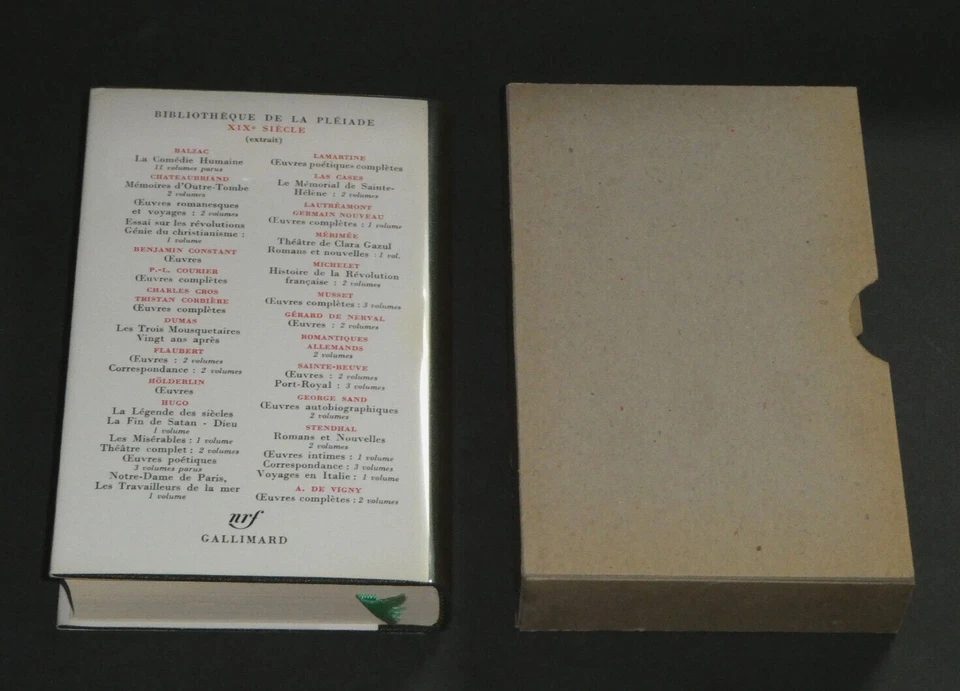 BIBLIOTHÈQUE DE LA PLÉIADE
XIXe SIÈCLE
(extrait)
BALZAC
La Comédie Humaine
11 volumes parus
CHATEAUBRIAND
Mémoires d'Outre-Tombe
2 volumes
Œuvres romanesques
et voyages : 2 volumes
Essai sur les révolutions
Génie du christianisme :
1 volume
BENJAMIN CONSTANT
Œuvres
P.-L. COURIER
Œuvres complètes
CHARLES CROS
TRISTAN CORBIÈRE
Œuvres complètes
DUMAS
Les Trois Mousquetaires
Vingt ans après
FLAUBERT
Œuvres : 2 volumes
Correspondance : 2 volumes
HÖLDERLIN
Œuvres
HUGO
La Légende des siècles
La Fin de Satan - Dieu
1 volume
Les Misérables : 1 volume
Théâtre complet : 2 volumes
Œuvres poétiques
3 volumes parus
Notre-Dame de Paris,
Les Travailleurs de la mer
1 volume
LAMARTINE
Œuvres poétiques complètes
LAS CASES
Le Mémorial de Sainte-
Hélène : 2 volumes
LAUTRÉAMONT
GERMAIN NOUVEAU
Œuvres complètes : 1 volume
MÉRIMÉE
Théâtre de Clara Gazul
Romans et nouvelles : 1 vol.
MICHELET
Histoire de la Révolution
française : 2 volumes
MUSSET
Œuvres complètes : 3 volumes
GÉRARD DE NERVAL
Œuvres : 2 volumes
ROMANTIQUES
ALLEMANDS
2 volumes
SAINTE-BEUVE
Œuvres : 2 volumes
Port-Royal : 3 volumes
GEORGE SAND
Œuvres autobiographiques
2 volumes
STENDHAL
Romans et Nouvelles
2 volumes
Œuvres intimes : 1 volume
Correspondance : 3 volumes
Voyages en Italie : 1 volume
A. DE VIGNY
Œuvres complètes : 2 volumes
nrf
GALLIMARD